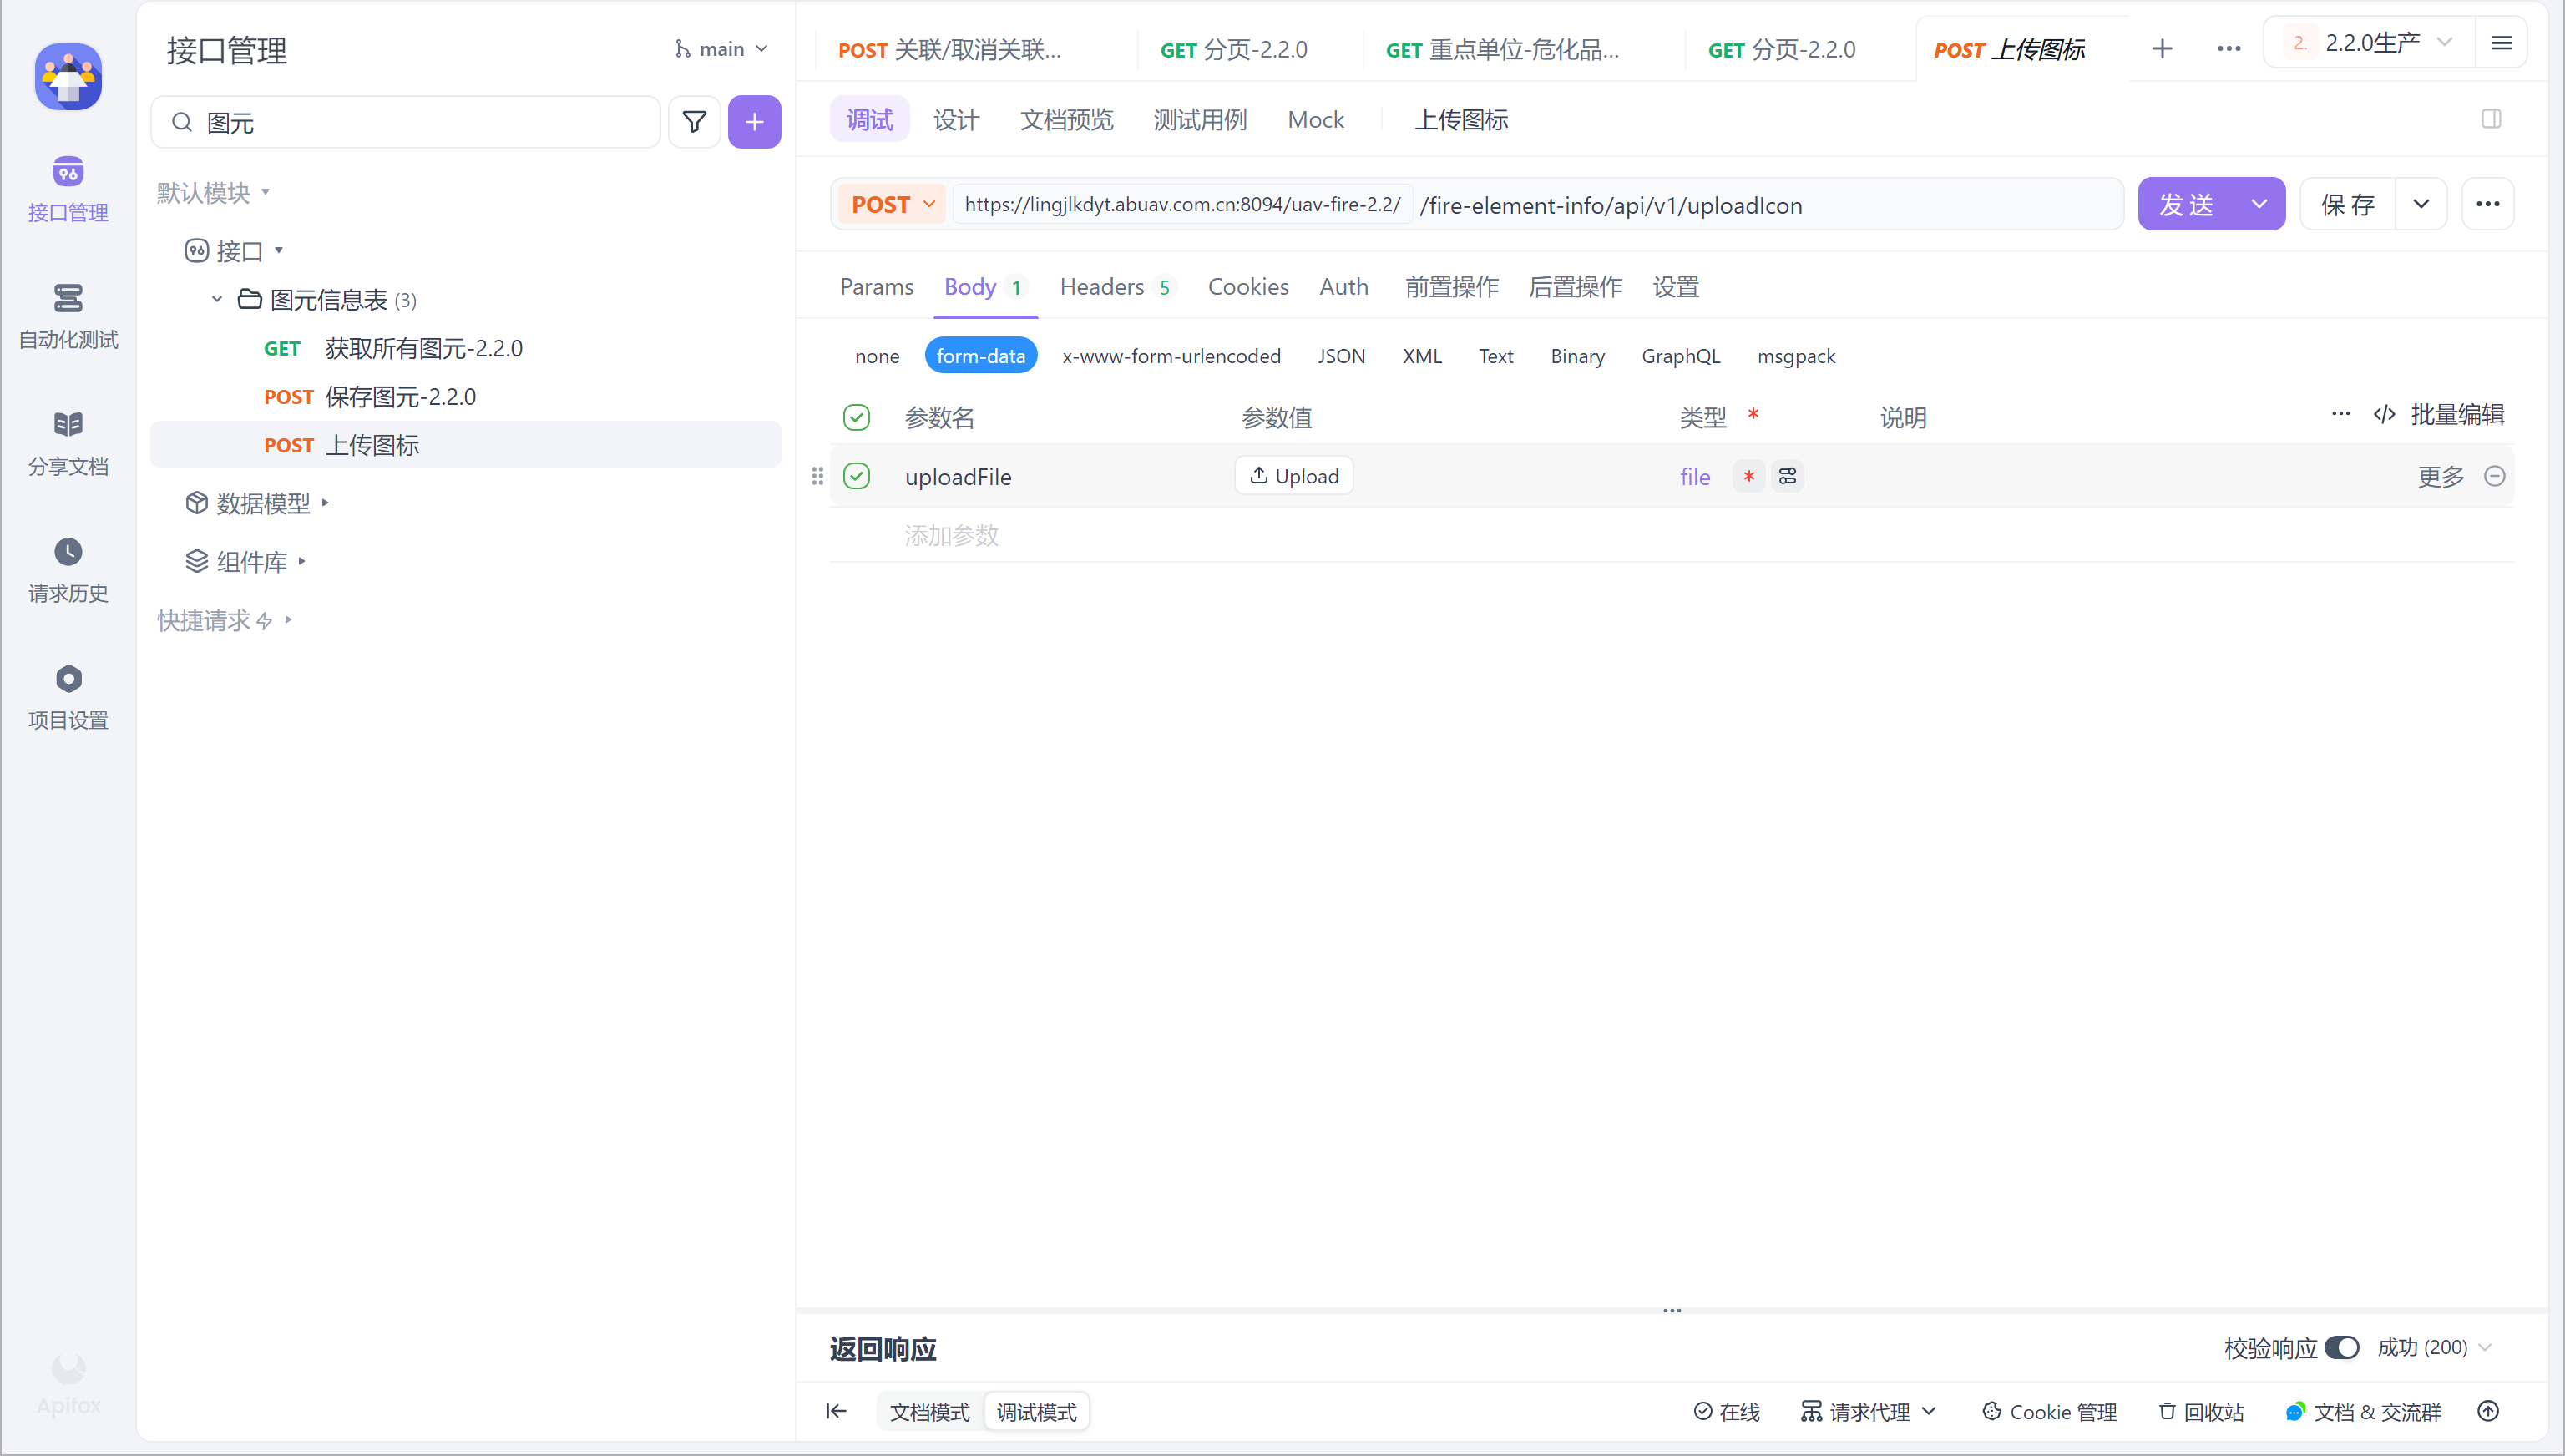 接口管理
main
图元
默认模块
接口
图元信息表 (3)
GET 获取所有图元-2.2.0
POST 保存图元-2.2.0
POST 上传图标
数据模型
组件库
快捷请求
接口管理
自动化测试
分享文档
请求历史
项目设置
Apifox
POST 关联/取消关联...
GET 分页-2.2.0
GET 重点单位-危化品...
GET 分页-2.2.0
POST 上传图标
2. 2.2.0生产
调试 设计 文档预览 测试用例 Mock 上传图标
POST https://lingjlkdyt.abuav.com.cn:8094/uav-fire-2.2/ /fire-element-info/api/v1/uploadIcon
发送 保存
Params Body 1 Headers 5 Cookies Auth 前置操作 后置操作 设置
none form-data x-www-form-urlencoded JSON XML Text Binary GraphQL msgpack
参数名 参数值 类型 * 说明 ... 批量编辑
uploadFile Upload file * 更多
添加参数
返回响应 校验响应 成功 (200)
文档模式 调试模式 在线 请求代理 Cookie 管理 回收站 文档 & 交流群